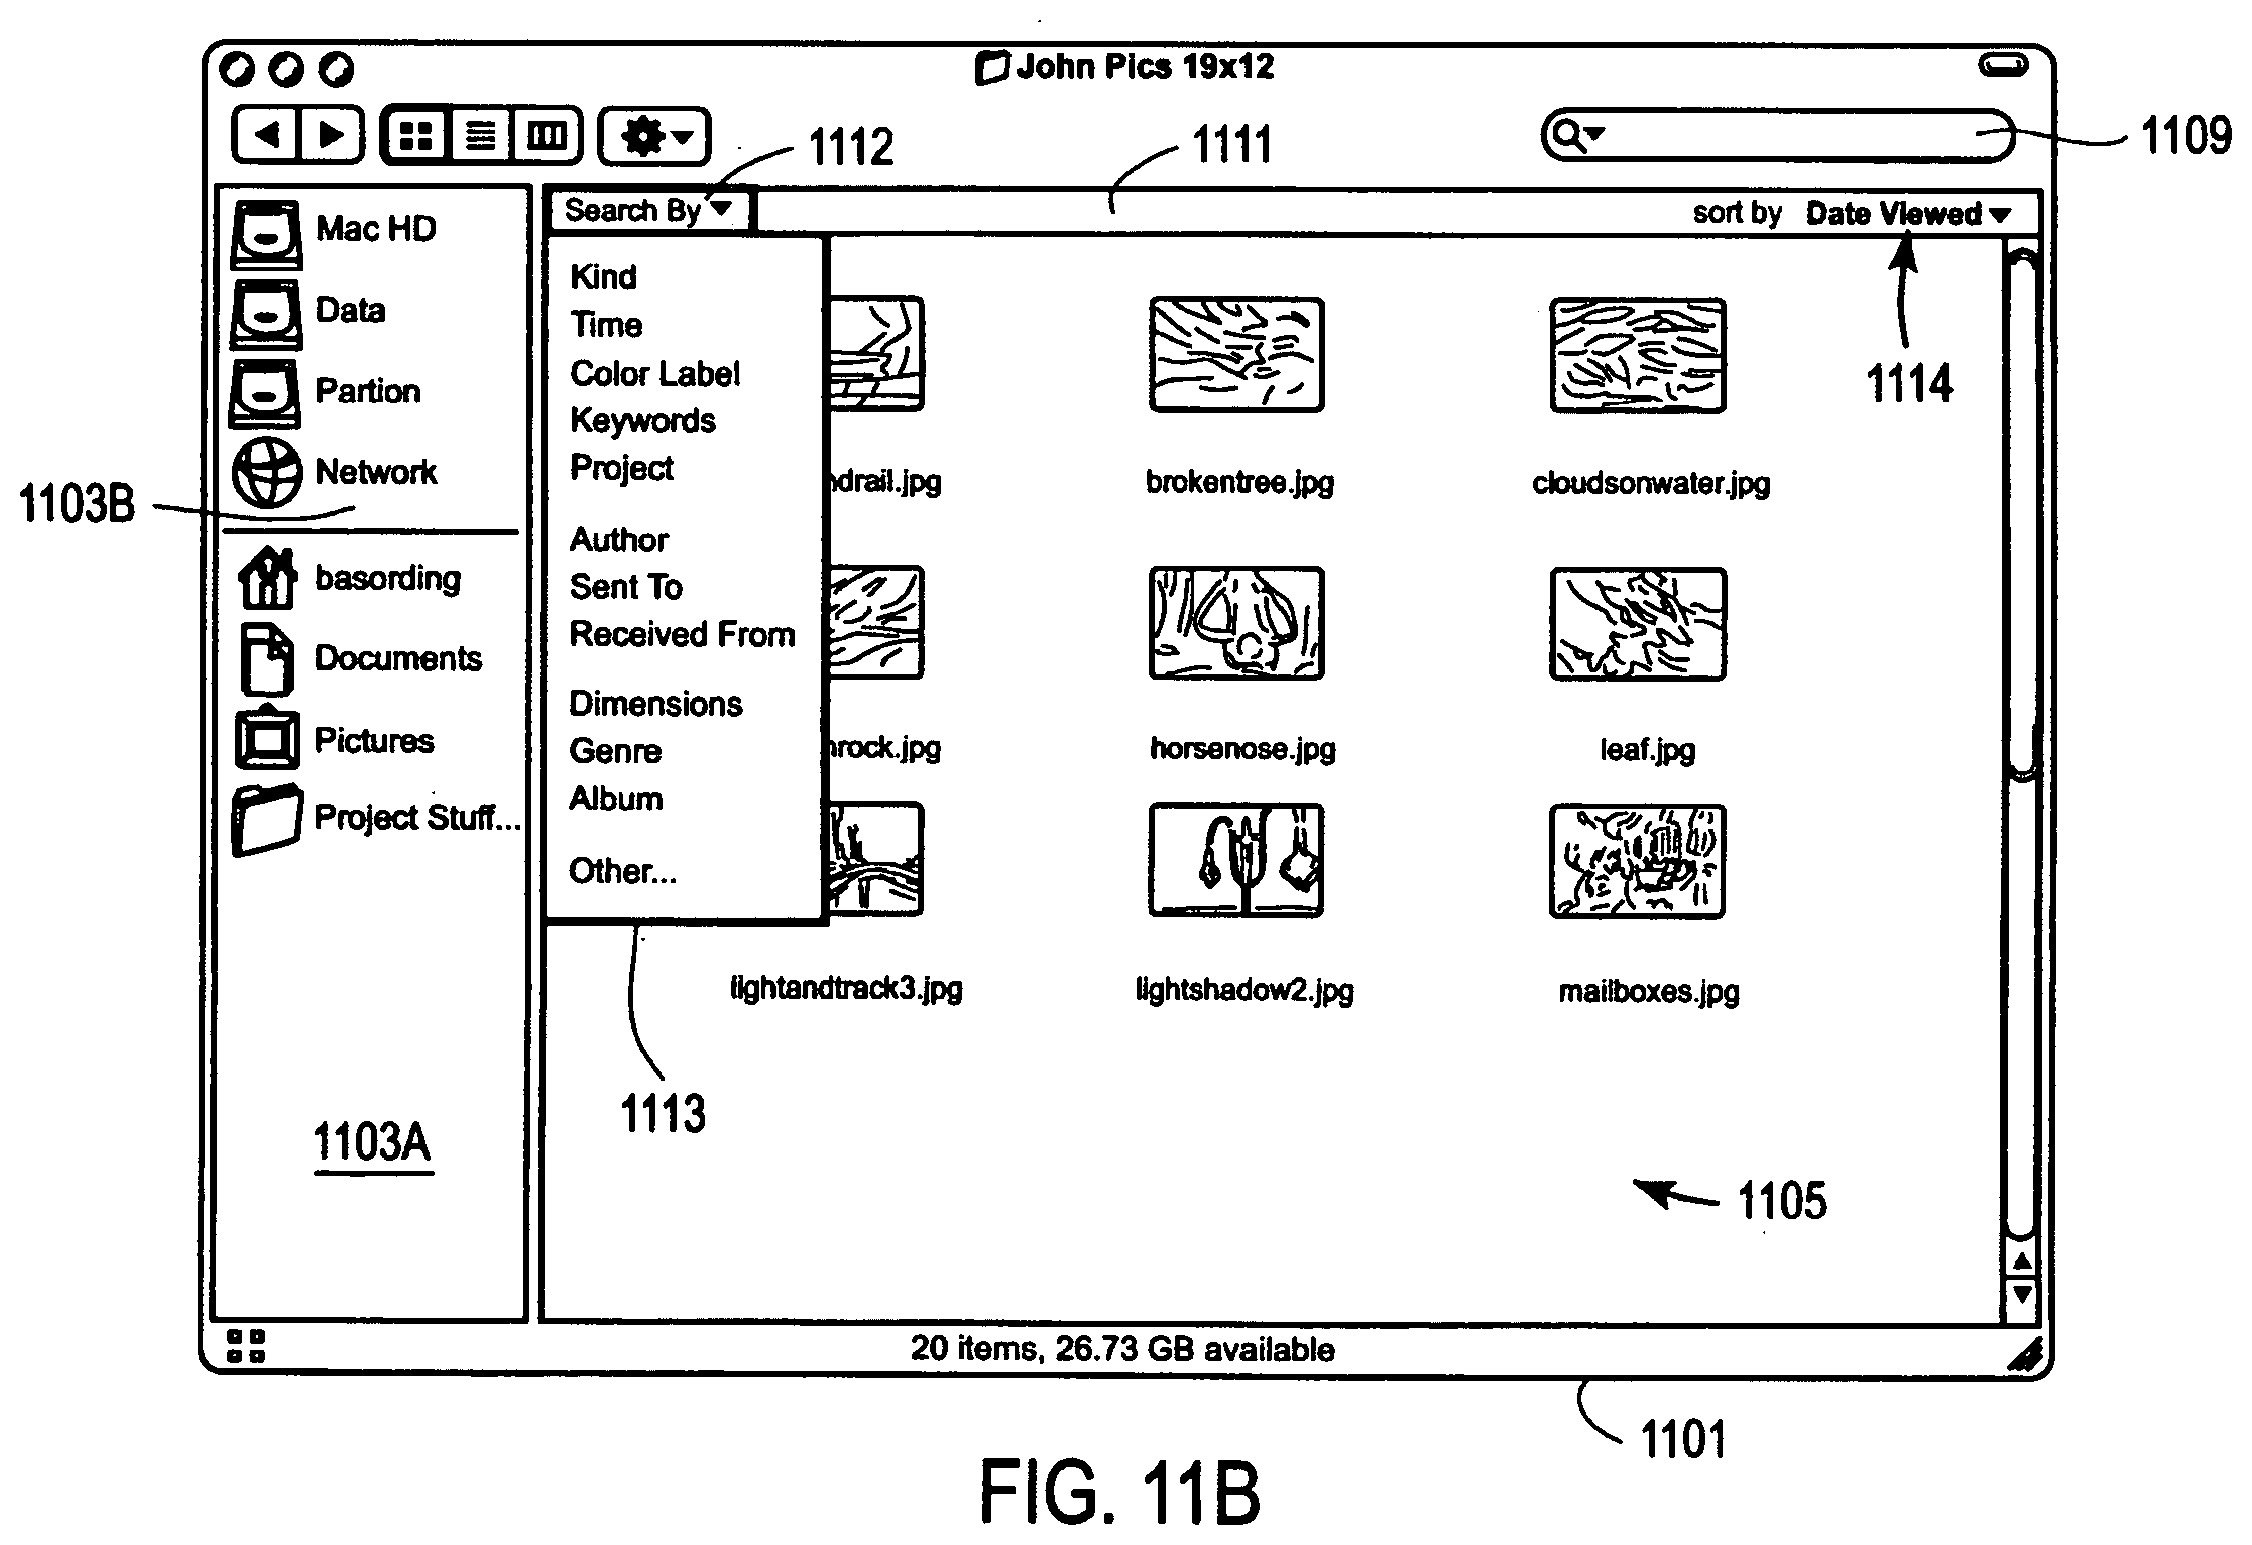 John Pics 19x12
1112
1111
1109
Search By
sort by Date Viewed
Mac HD
Data
Partion
Network
1103B
basording
Documents
Pictures
Project Stuff...
1103A
Kind
Time
Color Label
Keywords
Project
Author
Sent To
Received From
Dimensions
Genre
Album
Other...
1113
1114
drail.jpg
brokentree.jpg
cloudsonwater.jpg
rock.jpg
horsenose.jpg
leaf.jpg
lightandtrack3.jpg
lightshadow2.jpg
mailboxes.jpg
1105
20 items, 26.73 GB available
1101
FIG. 11B